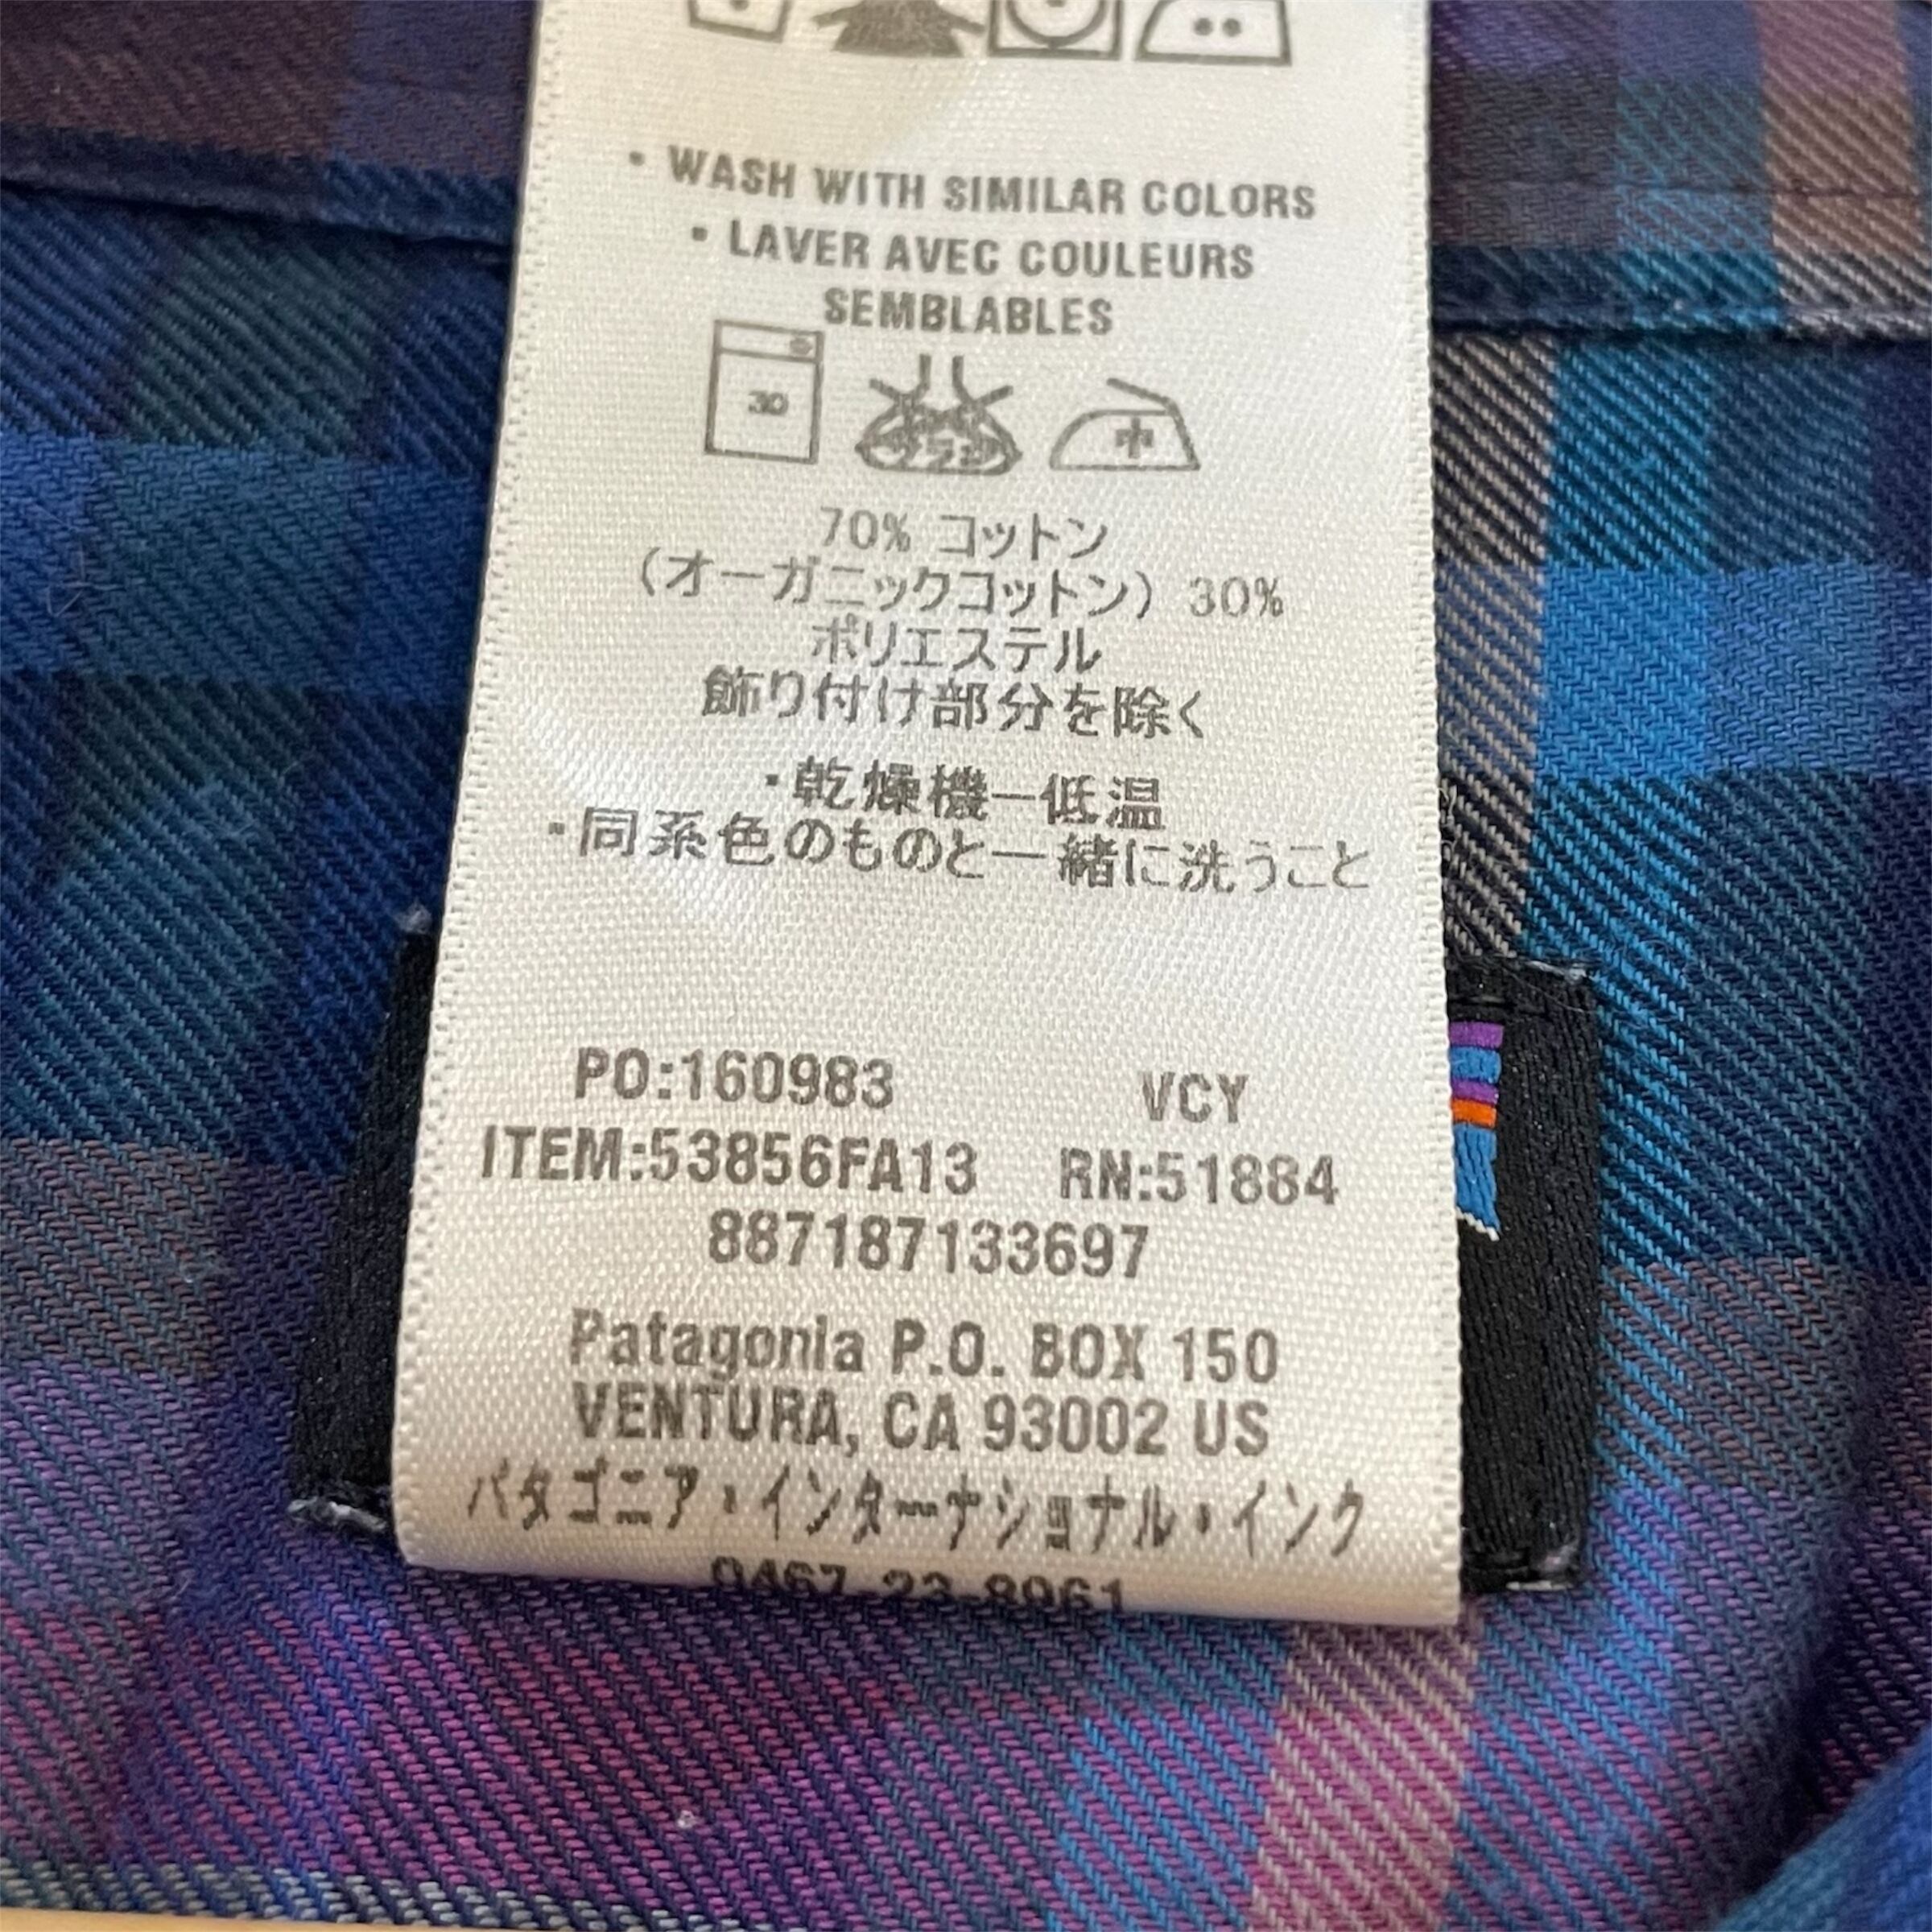 • WASH WITH SIMILAR COLORS
• LAVER AVEC COULEURS
SEMBLABLES
30 中
70% コットン
(オーガニックコットン) 30%
ポリエステル
飾り付け部分を除く
・乾燥機—低温
・同系色のものと一緒に洗うこと
PO:160983 VCY
ITEM:53856FA13 RN:51884
887187133697
Patagonia P.O. BOX 150
VENTURA, CA 93002 US
パタゴニア・インターナショナル・インク
0467-23-8961